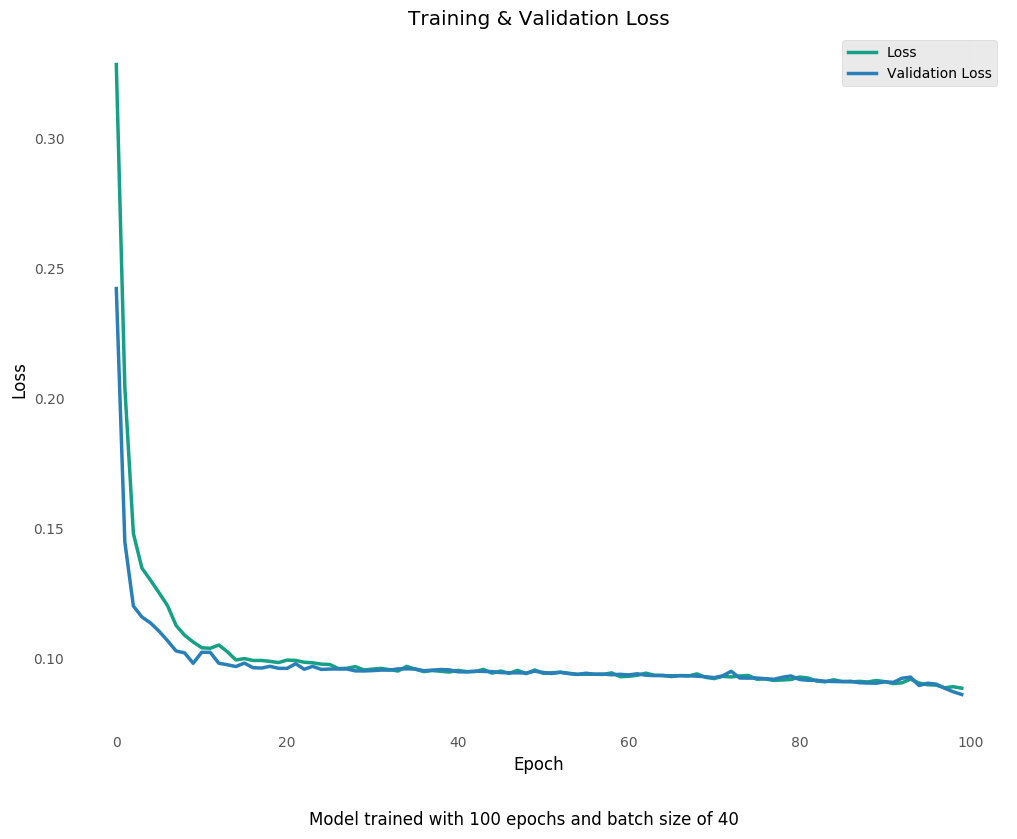 Training & Validation Loss
Loss
Validation Loss
0.30
0.25
0.20
0.15
0.10
Loss
0 20 40 60 80 100
Epoch
Model trained with 100 epochs and batch size of 40